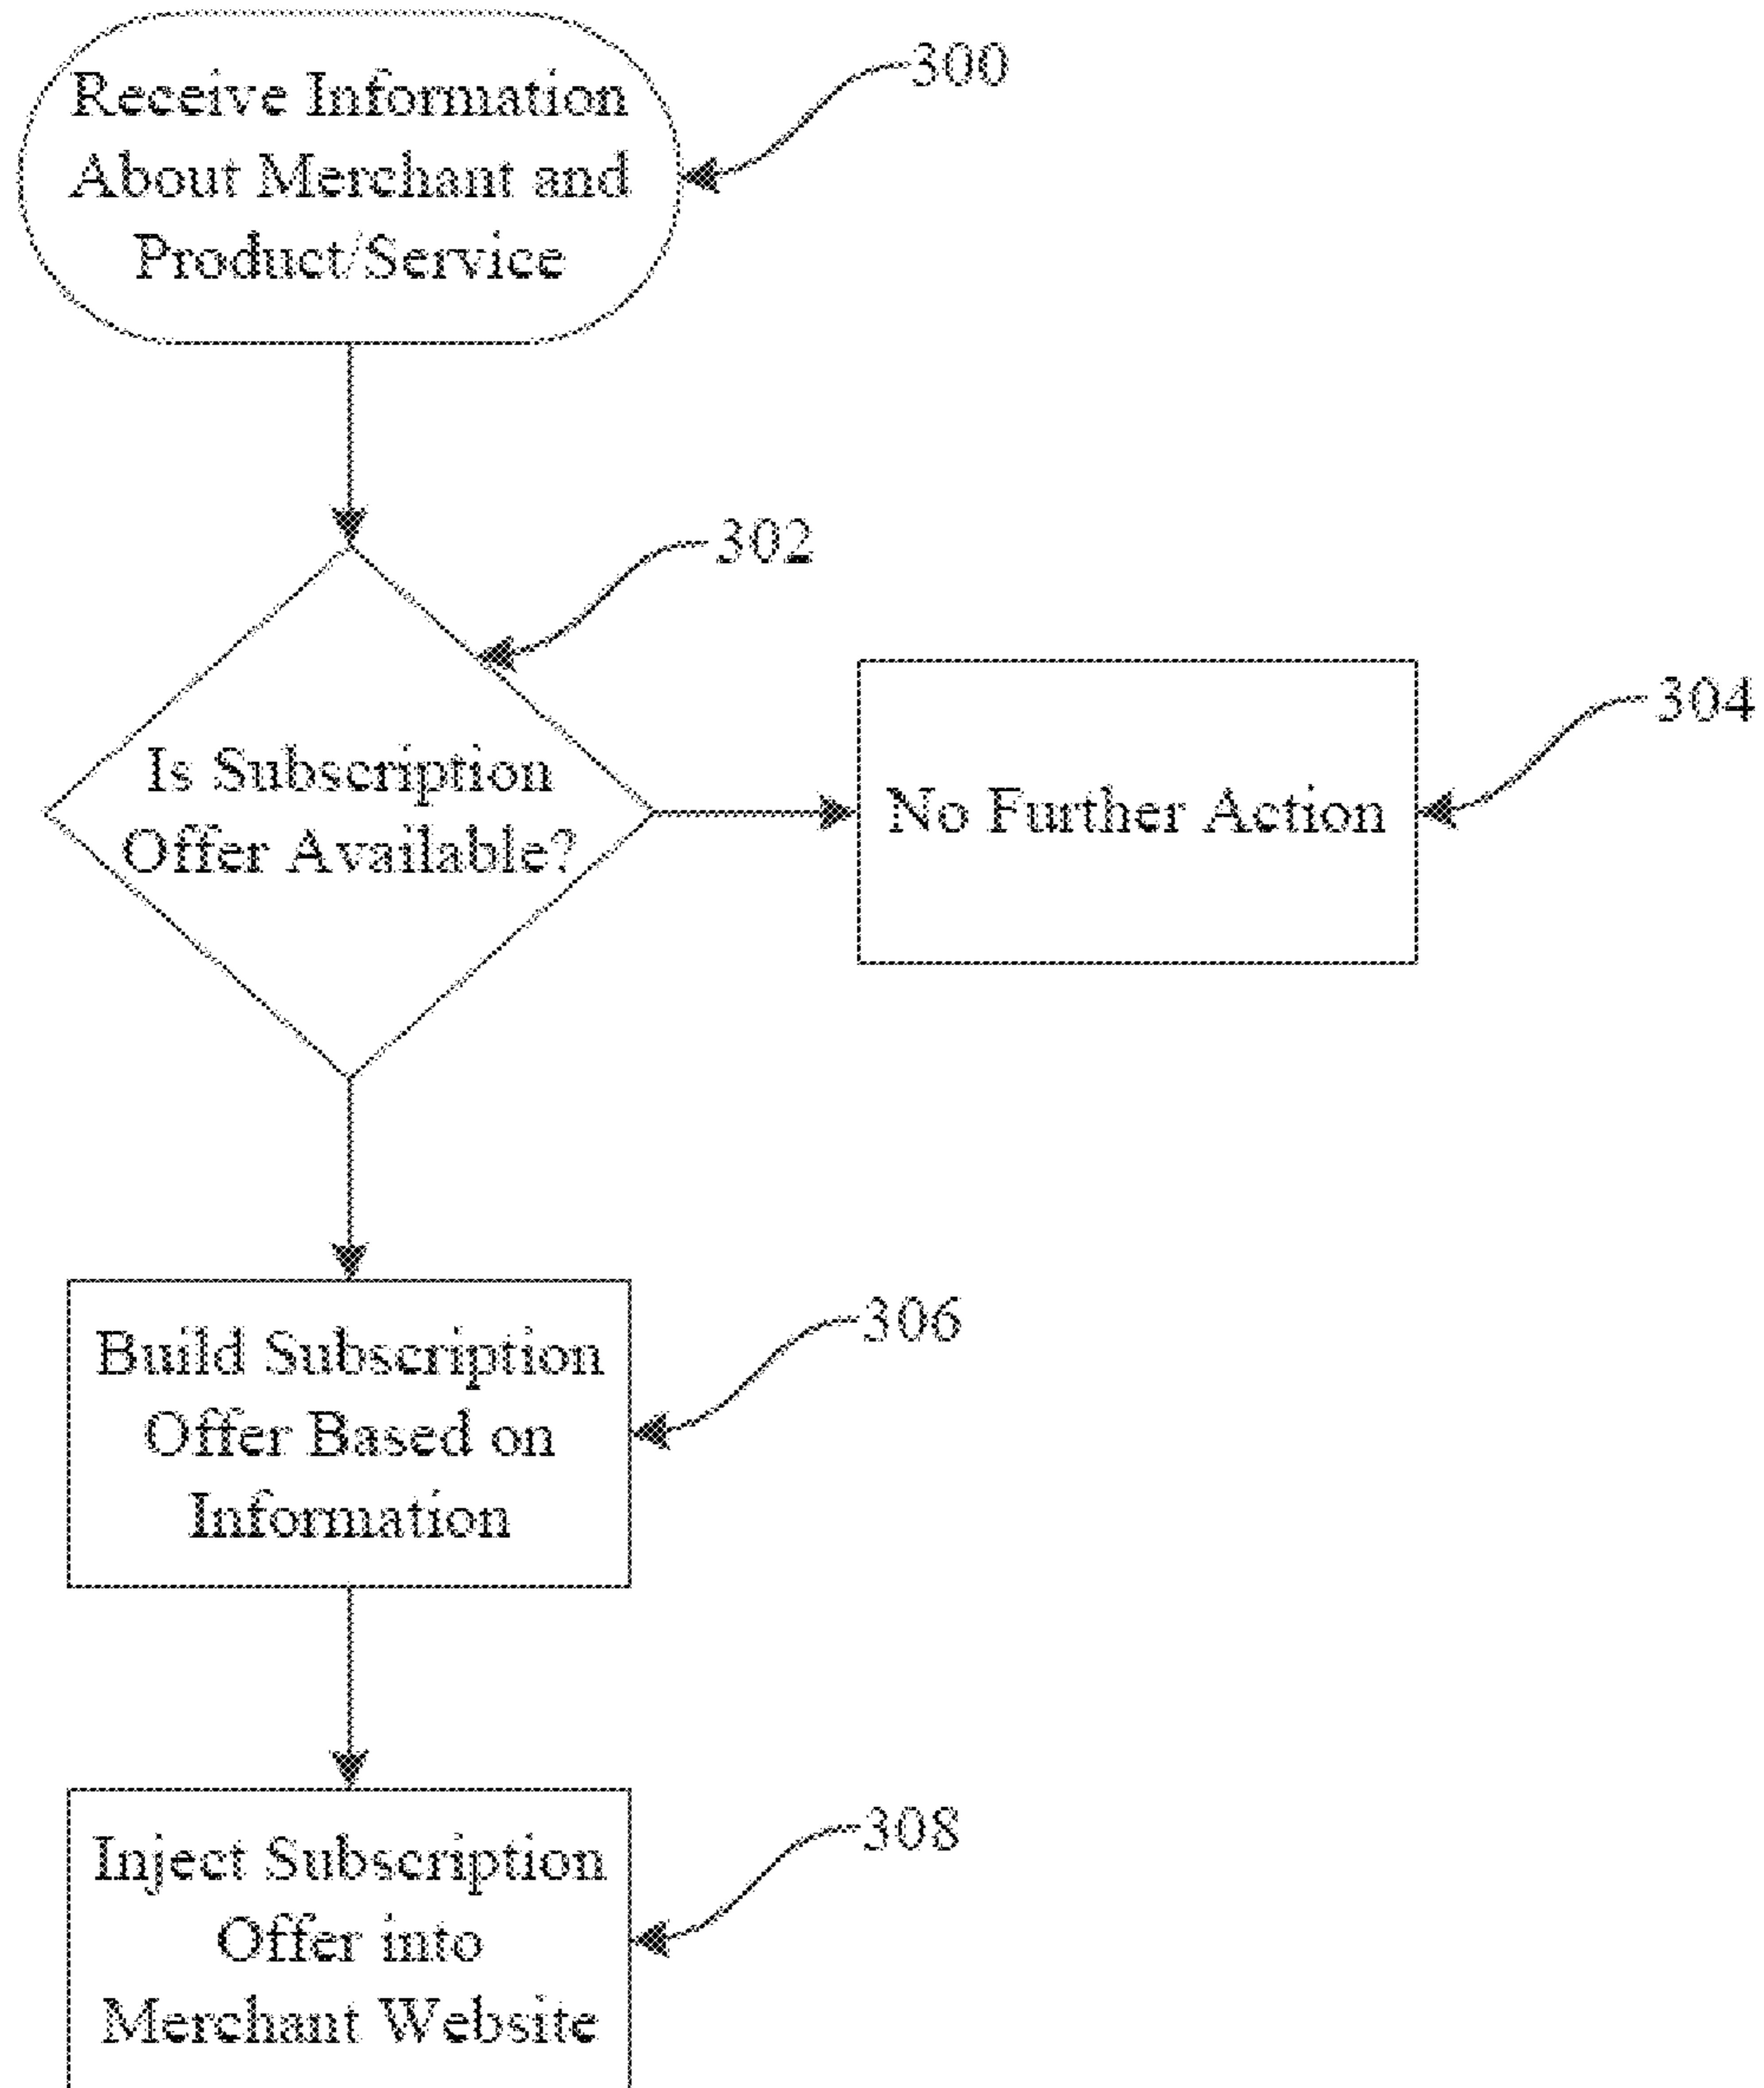 Receive Information
About Merchant and
Product/Service
300
302
Is Subscription
Offer Available?
304
No Further Action
306
Build Subscription
Offer Based on
Information
308
Inject Subscription
Offer into
Merchant Website